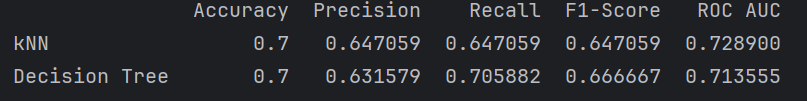 Accuracy Precision Recall F1-Score ROC AUC
kNN 0.7 0.647059 0.647059 0.647059 0.728900
Decision Tree 0.7 0.631579 0.705882 0.666667 0.713555